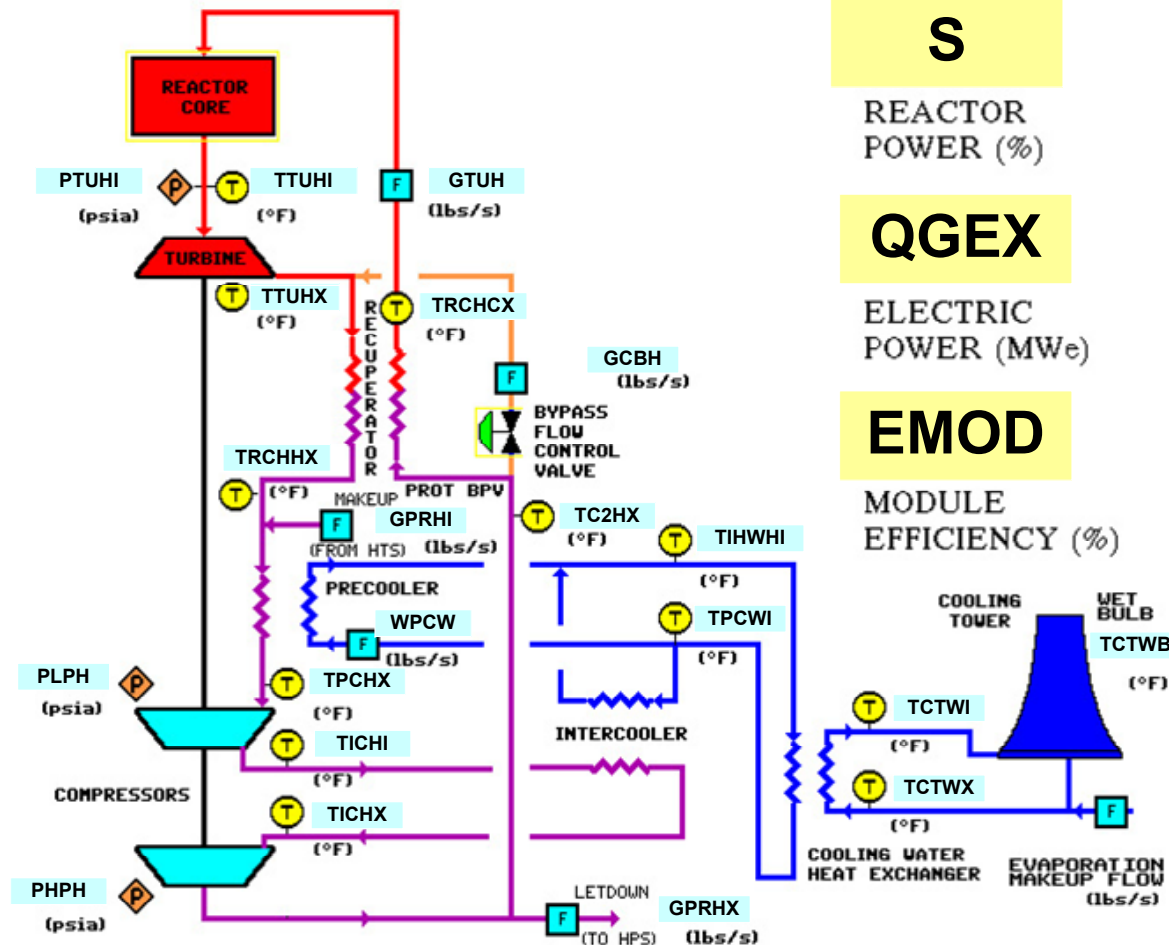 S
REACTOR
POWER (%)
QGEX
ELECTRIC
POWER (MWe)
EMOD
MODULE
EFFICIENCY (%)
REACTOR
CORE
PTUHI
(psia)
P
T
TTUHI
(°F)
F
GTUH
(lbs/s)
TURBINE
T
TTUHX
(°F)
RECUPERATOR
T
TRCHCX
(°F)
F
GCBH
(lbs/s)
BYPASS
FLOW
CONTROL
VALVE
TRCHHX
T
(°F)
MAKEUP
F
GPRHI
(FROM HTS)
(lbs/s)
PROT BPV
T
TC2HX
(°F)
T
TIHWHI
(°F)
PRECOOLER
F
WPCW
(lbs/s)
T
TPCWI
(°F)
COOLING
TOWER
WET
BULB
TCTWB
(°F)
PLPH
(psia)
P
T
TPCHX
(°F)
INTERCOOLER
T
TICHI
(°F)
T
TCTWI
(°F)
COMPRESSORS
T
TICHX
(°F)
T
TCTWX
(°F)
F
COOLING WATER
HEAT EXCHANGER
EVAPORATION
MAKEUP FLOW
(lbs/s)
PHPH
(psia)
P
LETDOWN
F
(TO HPS)
GPRHX
(lbs/s)